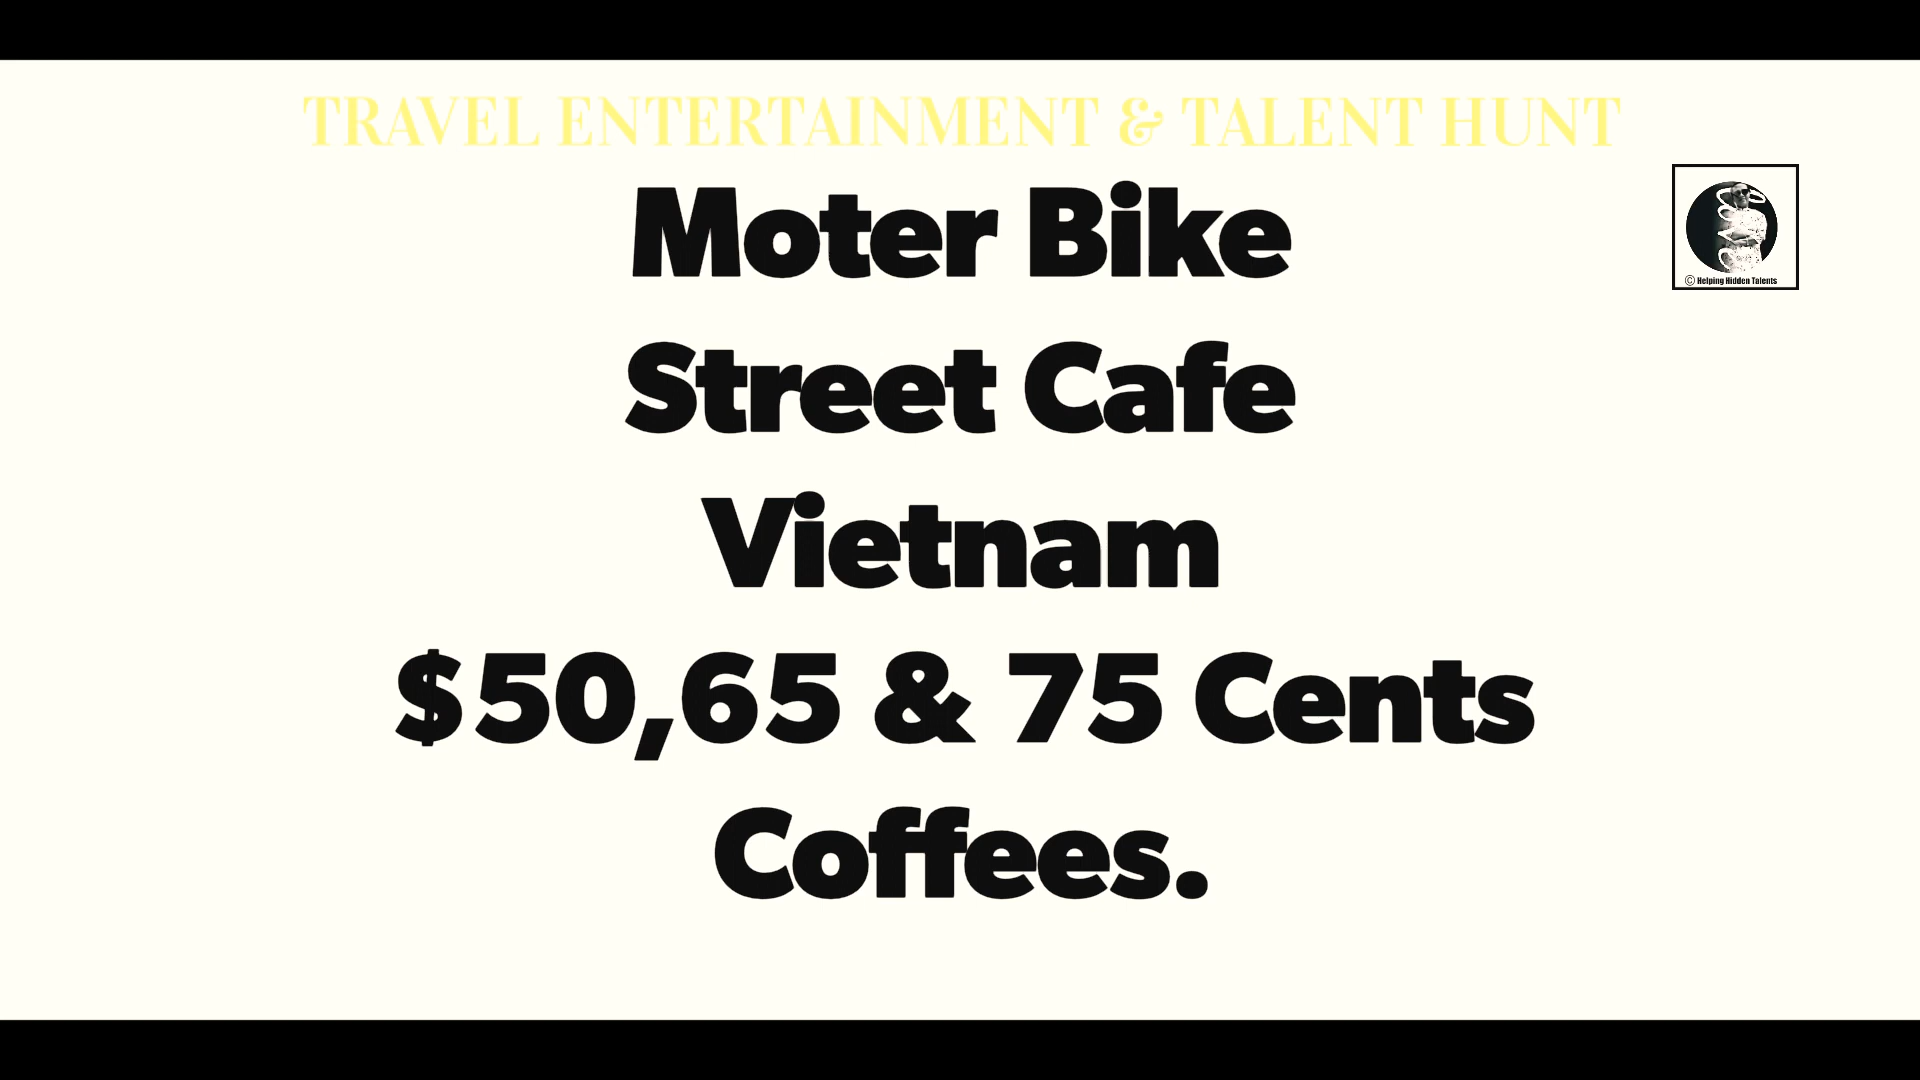 TRAVEL ENTERTAINMENT & TALENT HUNT
Moter Bike
Street Cafe
Vietnam
$50,65 & 75 Cents
Coffees.
© Helping Hidden Talents